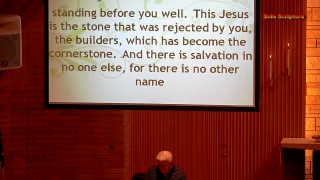 standing before you well. This Jesus
is the stone that was rejected by you,
the builders, which has become the
cornerstone. And there is salvation in
no one else, for there is no other
name